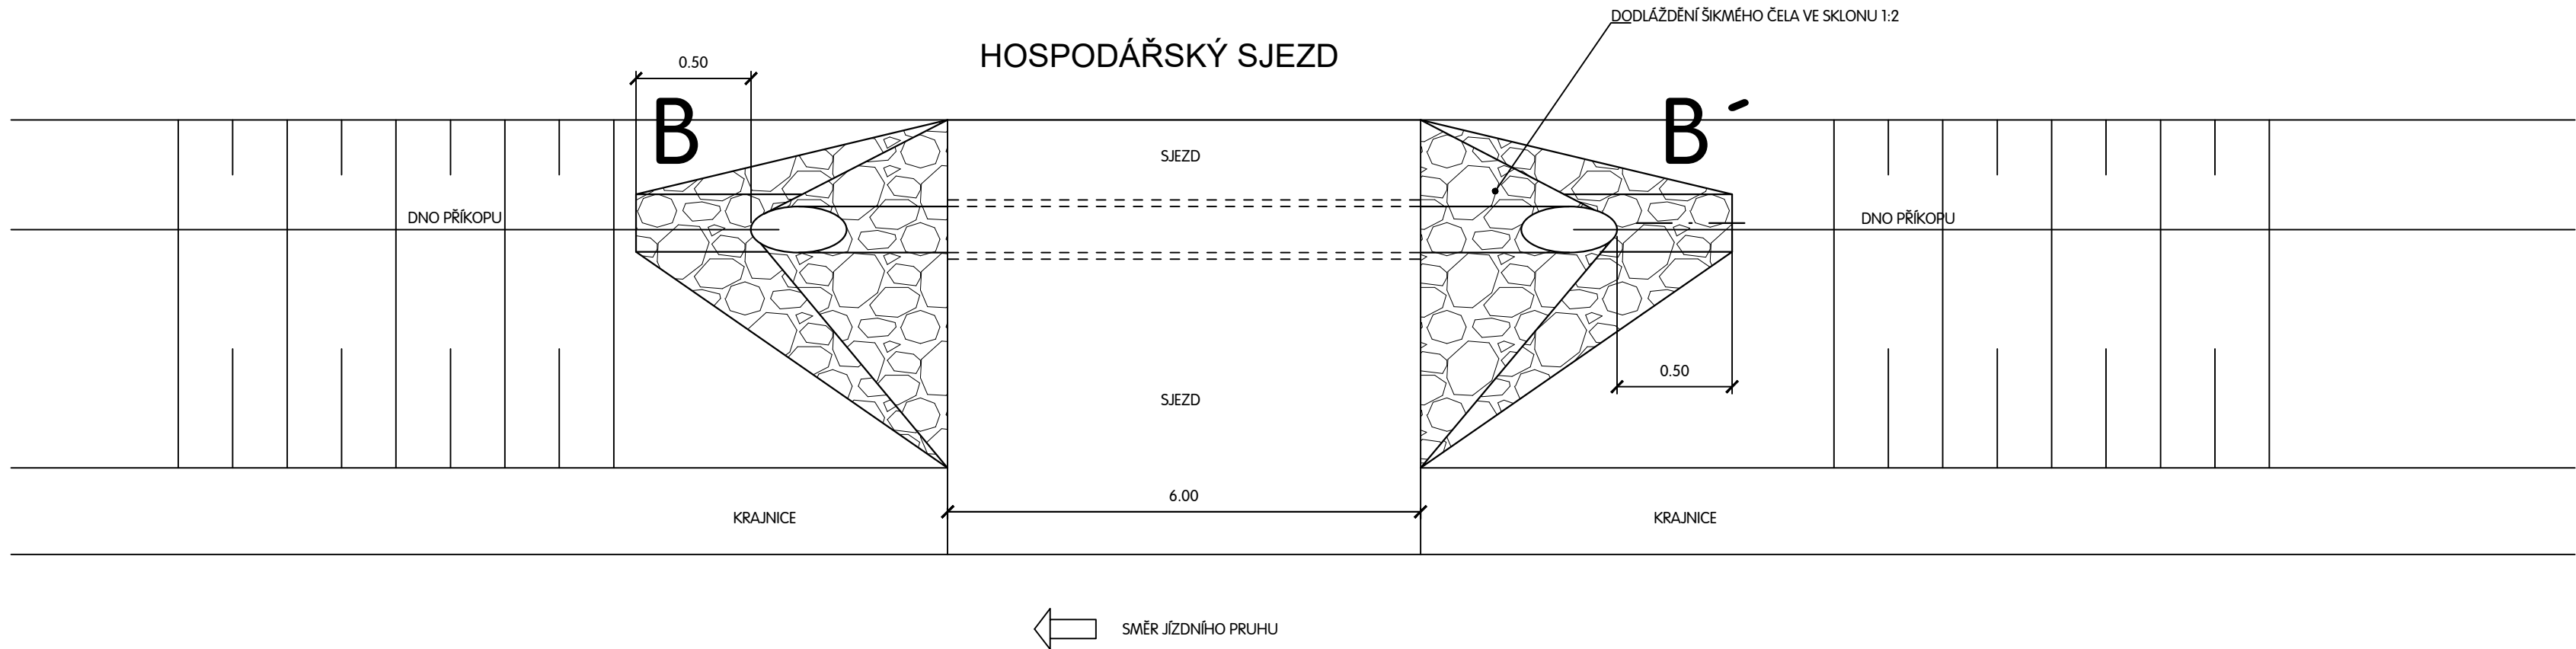 DODLÁŽDĚNÍ ŠIKMÉHO ČELA VE SKLONU 1:2
HOSPODÁŘSKÝ SJEZD
0.50
B
B´
SJEZD
DNO PŘÍKOPU
DNO PŘÍKOPU
0.50
SJEZD
6.00
KRAJNICE
KRAJNICE
SMĚR JÍZDNÍHO PRUHU